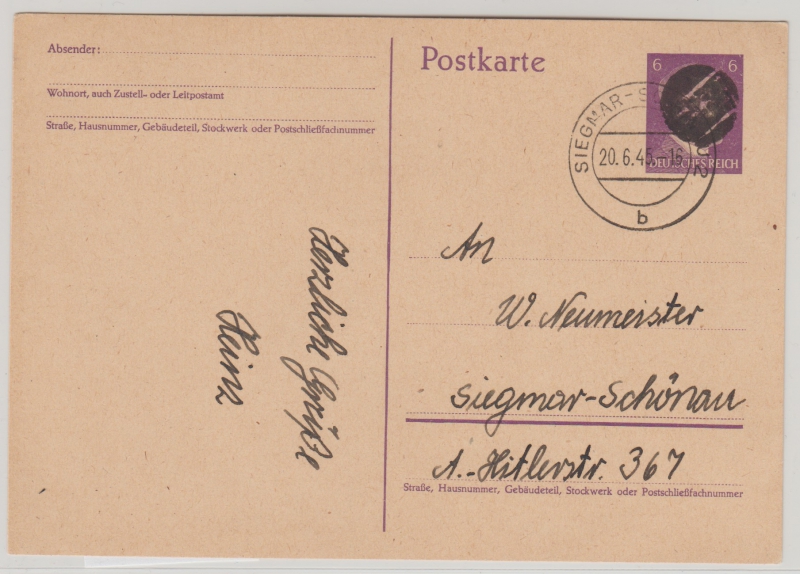 Absender:
Wohnort, auch Zustell- oder Leitpostamt
Straße, Hausnummer, Gebäudeteil, Stockwerk oder Postschließfachnummer
Herzliche Grüße
Heinz
Postkarte
6 6
DEUTSCHES REICH
SIEGMAR-S
20.6.45.-16
b
An
W. Neumeister
Siegmar-Schönau
A.-Hitlerstr. 367
Straße, Hausnummer, Gebäudeteil, Stockwerk oder Postschließfachnummer